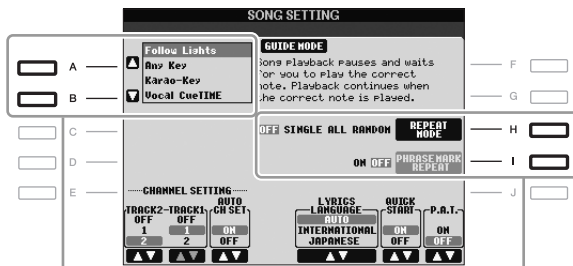 SONG SETTING
Follow Lights
Any Key
Karao-Key
Vocal CueTIME
GUIDE MODE
Song Playback pauses and waits
for you to Play the correct
note. Playback continues when
the correct note is Played.
A
B
C
D
E
F
G
H
I
J
OFF SINGLE ALL RANDOM
REPEAT
MODE
ON OFF
PHRASE MARK
REPEAT
CHANNEL SETTING
TRACK2
OFF
1
2
TRACK1
OFF
1
2
AUTO
CH SET
ON
OFF
LYRICS
LANGUAGE
AUTO
INTERNATIONAL
JAPANESE
QUICK
START
ON
OFF
P.A.T.
ON
OFF